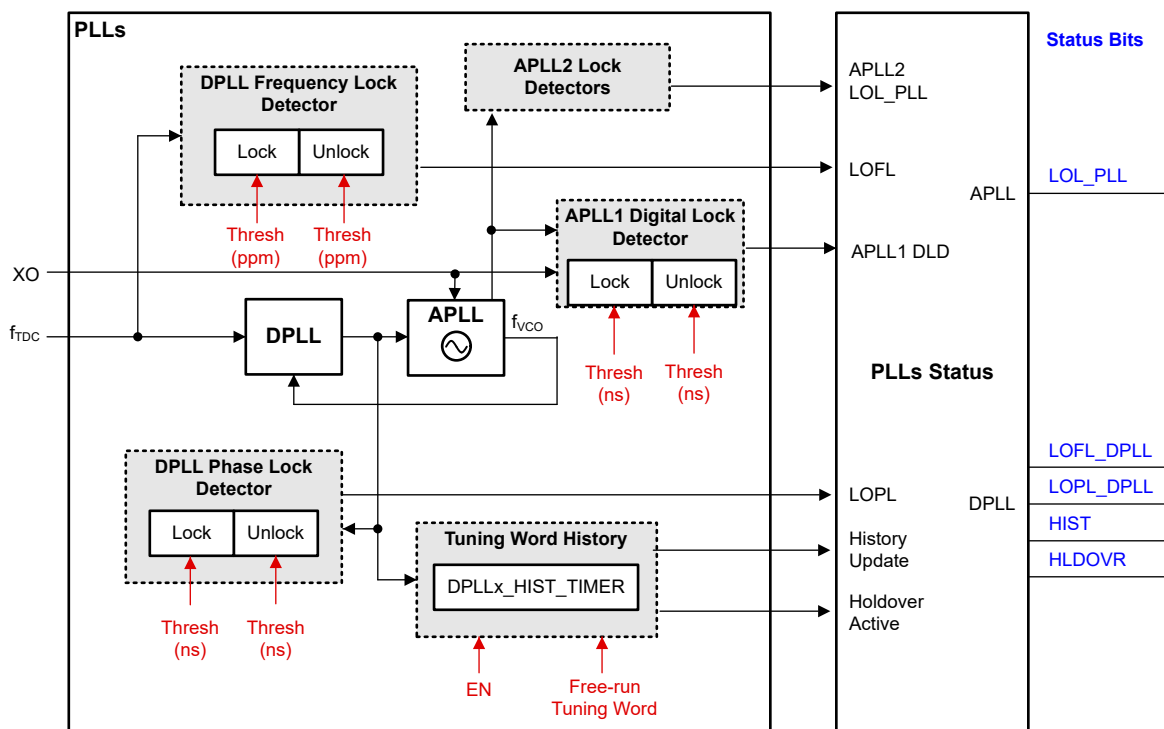 PLLs
Status Bits
DPLL Frequency Lock
Detector
Lock
Unlock
Thresh
(ppm)
Thresh
(ppm)
APLL2 Lock
Detectors
APLL2
LOL_PLL
LOFL
APLL
LOL_PLL
APLL1 Digital Lock
Detector
Lock
Unlock
APLL1 DLD
XO
fTDC
DPLL
APLL
fVCO
Thresh
(ns)
Thresh
(ns)
PLLs Status
DPLL Phase Lock
Detector
Lock
Unlock
Thresh
(ns)
Thresh
(ns)
Tuning Word History
DPLLx_HIST_TIMER
EN
Free-run
Tuning Word
LOPL
History
Update
Holdover
Active
DPLL
LOFL_DPLL
LOPL_DPLL
HIST
HLDOVR